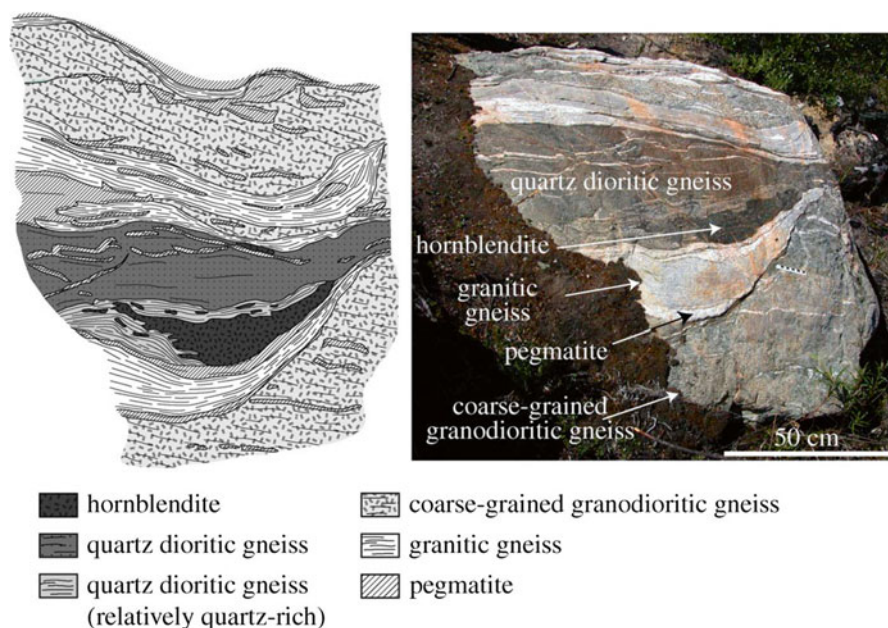 quartz dioritic gneiss
hornblendite
granitic
gneiss
pegmatite
coarse-grained
granodioritic gneiss
50 cm
hornblendite
quartz dioritic gneiss
quartz dioritic gneiss
(relatively quartz-rich)
coarse-grained granodioritic gneiss
granitic gneiss
pegmatite